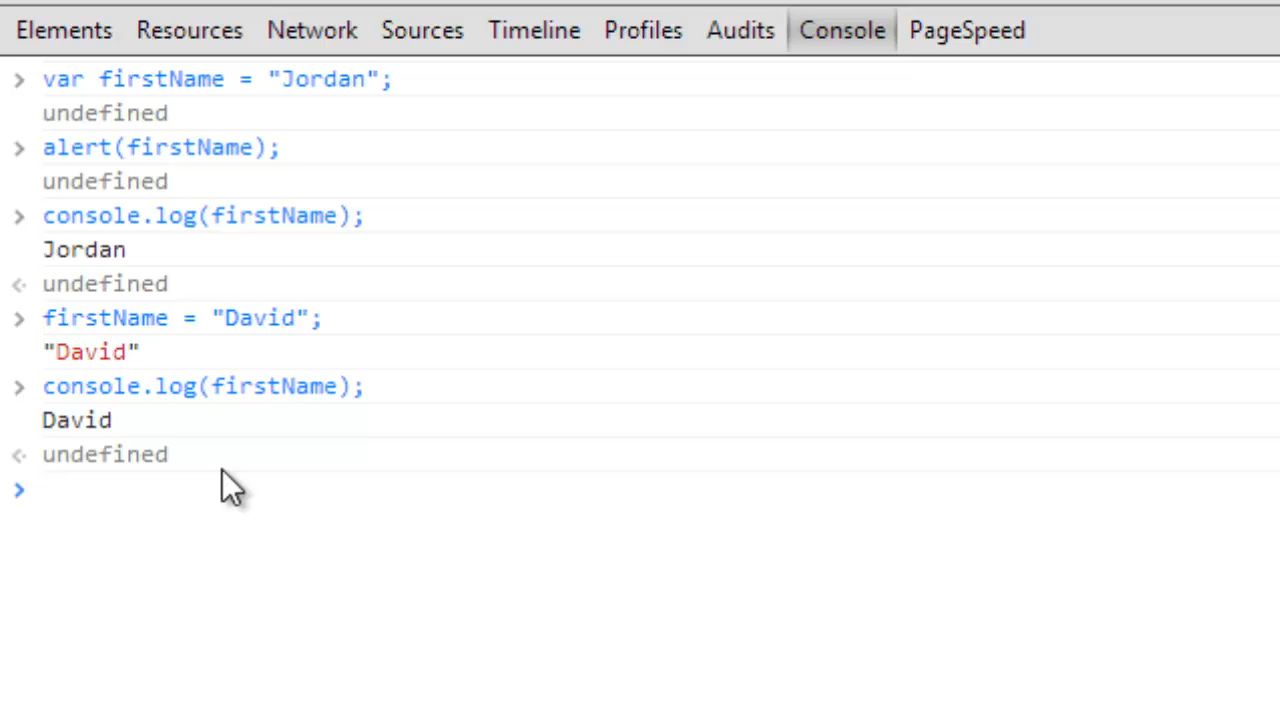 Elements Resources Network Sources Timeline Profiles Audits Console PageSpeed
> var firstName = "Jordan";
undefined
> alert(firstName);
undefined
> console.log(firstName);
Jordan
undefined
> firstName = "David";
"David"
> console.log(firstName);
David
undefined
>